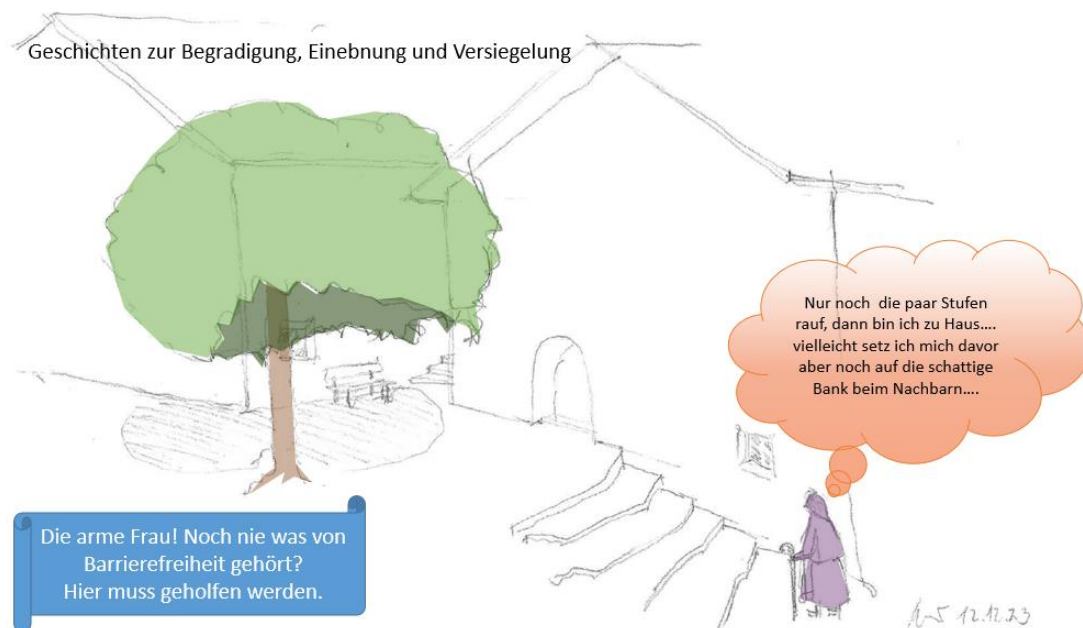 Geschichten zur Begradigung, Einebnung und Versiegelung
Nur noch die paar Stufen
rauf, dann bin ich zu Haus....
vielleicht setz ich mich davor
aber noch auf die schattige
Bank beim Nachbarn....
Die arme Frau! Noch nie was von
Barrierefreiheit gehört?
Hier muss geholfen werden.
12.12.23